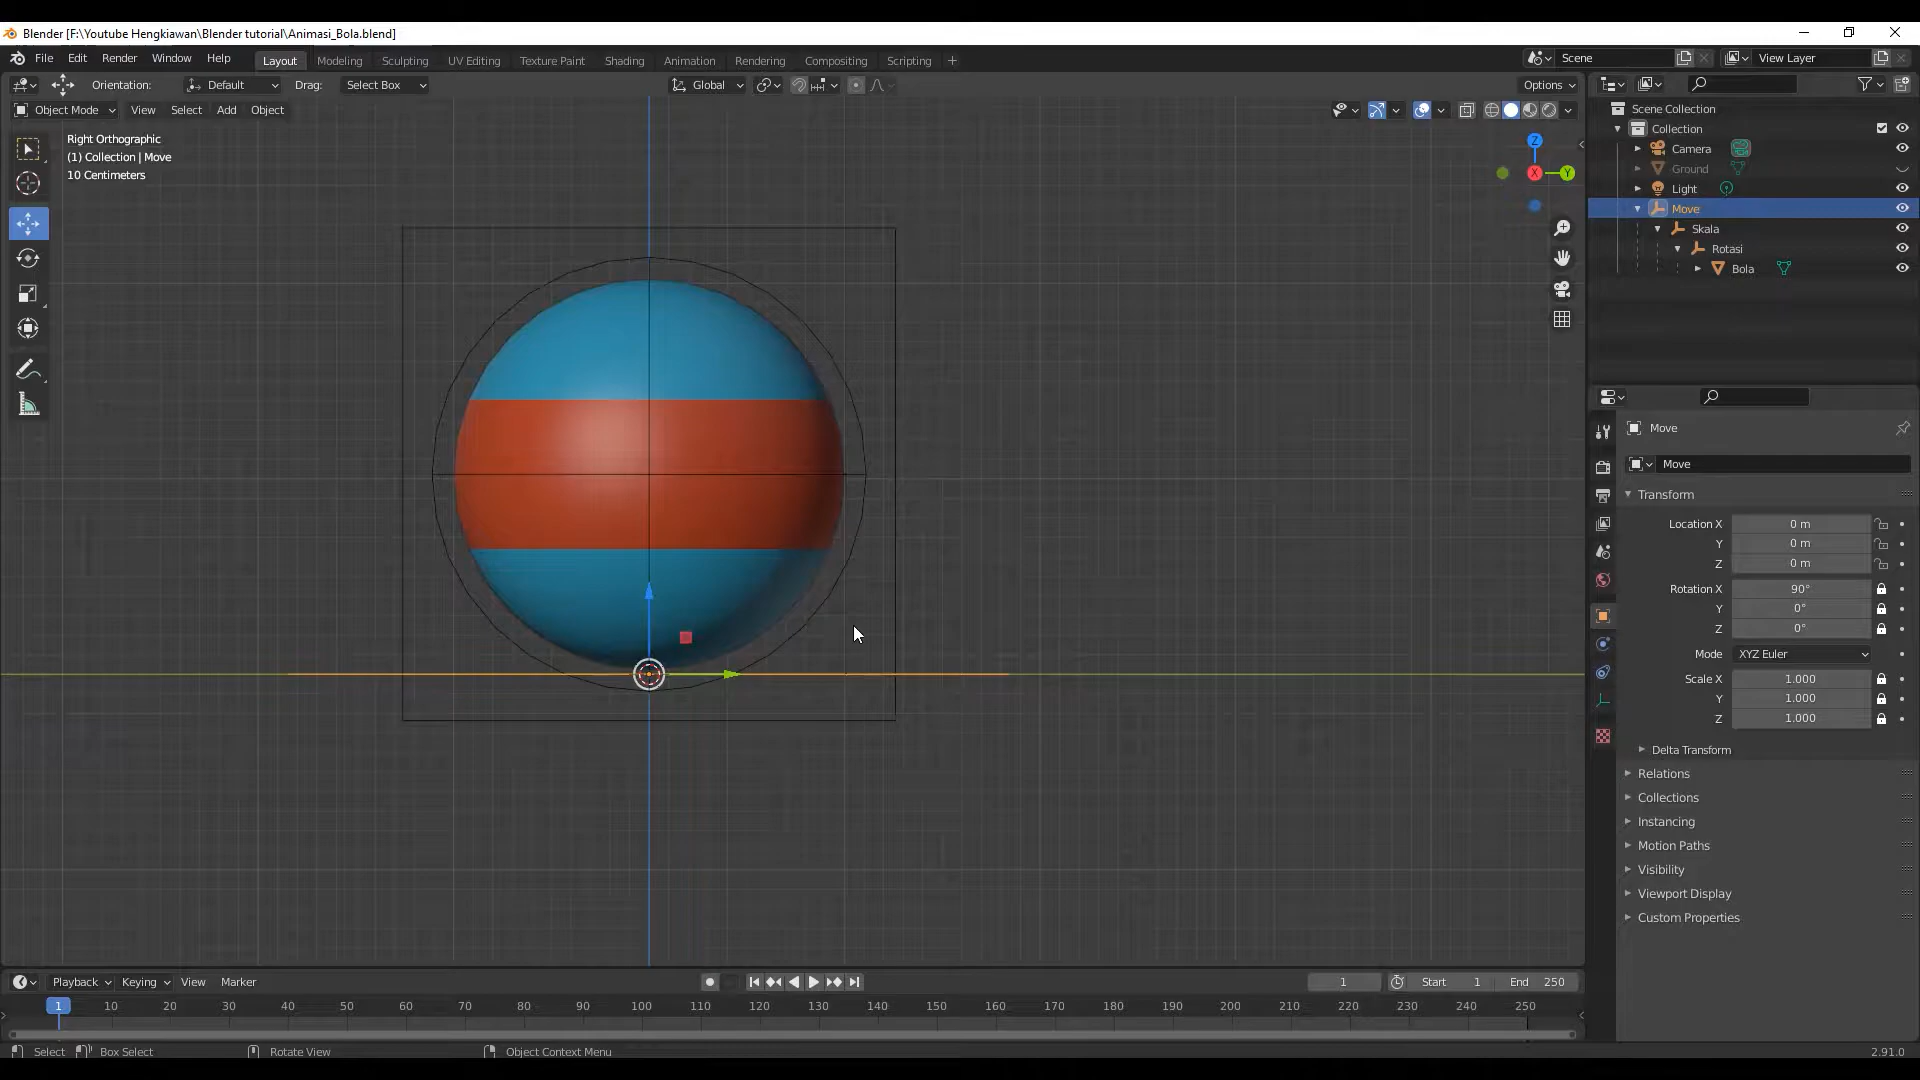 Blender [F:\Youtube Hengkiawan\Blender tutorial\Animasi_Bola.blend]
File Edit Render Window Help Layout Modeling Sculpting UV Editing Texture Paint Shading Animation Rendering Compositing Scripting + Scene View Layer
Orientation: Default Drag: Select Box Global Options
Object Mode View Select Add Object
Right Orthographic
(1) Collection | Move
10 Centimeters
Z
X
Y
Scene Collection
Collection
Camera
Ground
Light
Move
Skala
Rotasi
Bola
Move
Move
Transform
Location X 0 m
Y 0 m
Z 0 m
Rotation X 90°
Y 0°
Z 0°
Mode XYZ Euler
Scale X 1.000
Y 1.000
Z 1.000
Delta Transform
Relations
Collections
Instancing
Motion Paths
Visibility
Viewport Display
Custom Properties
Playback Keying View Marker 1 Start 1 End 250
1 10 20 30 40 50 60 70 80 90 100 110 120 130 140 150 160 170 180 190 200 210 220 230 240 250
Select Box Select Rotate View Object Context Menu 2.91.0